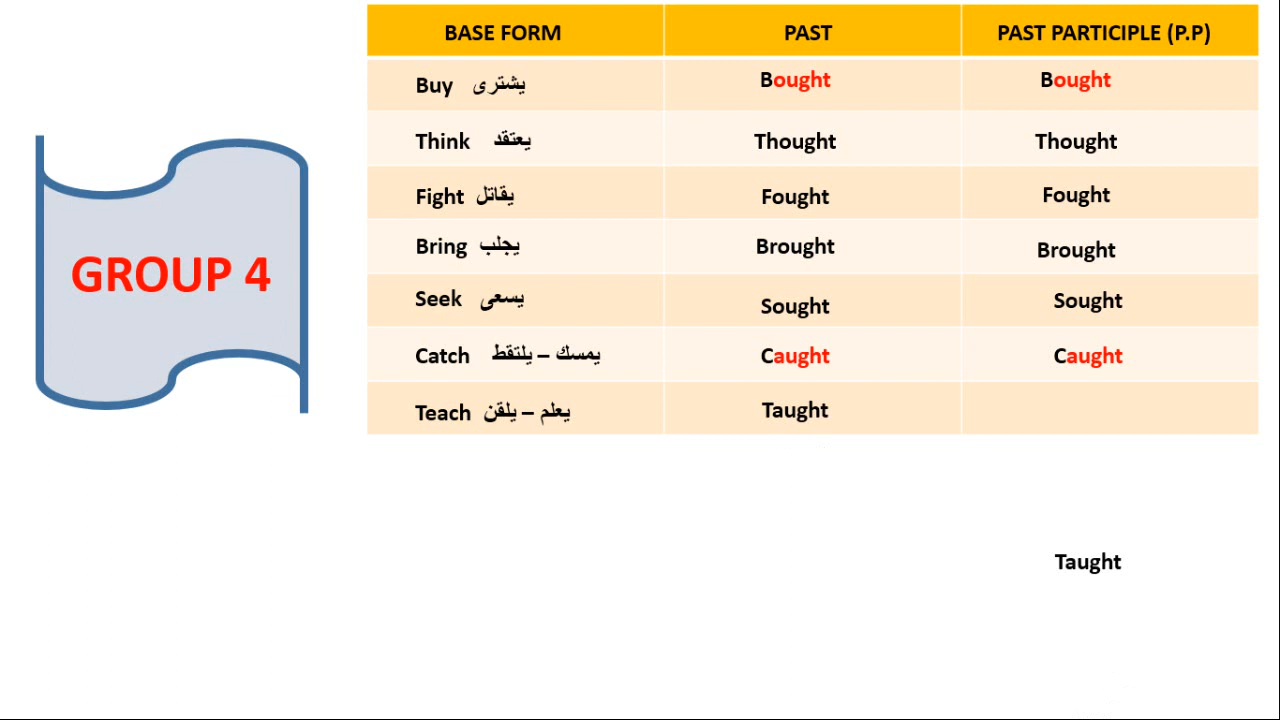 BASE FORM PAST PAST PARTICIPLE (P.P)
Buy يشترى Bought Bought
Think يعتقد Thought Thought
Fight يقاتل Fought Fought
Bring يجلب Brought Brought
Seek يسعى Sought Sought
Catch يمسك – يلتقط Caught Caught
Teach يعلم – يلقن Taught
GROUP 4
Taught